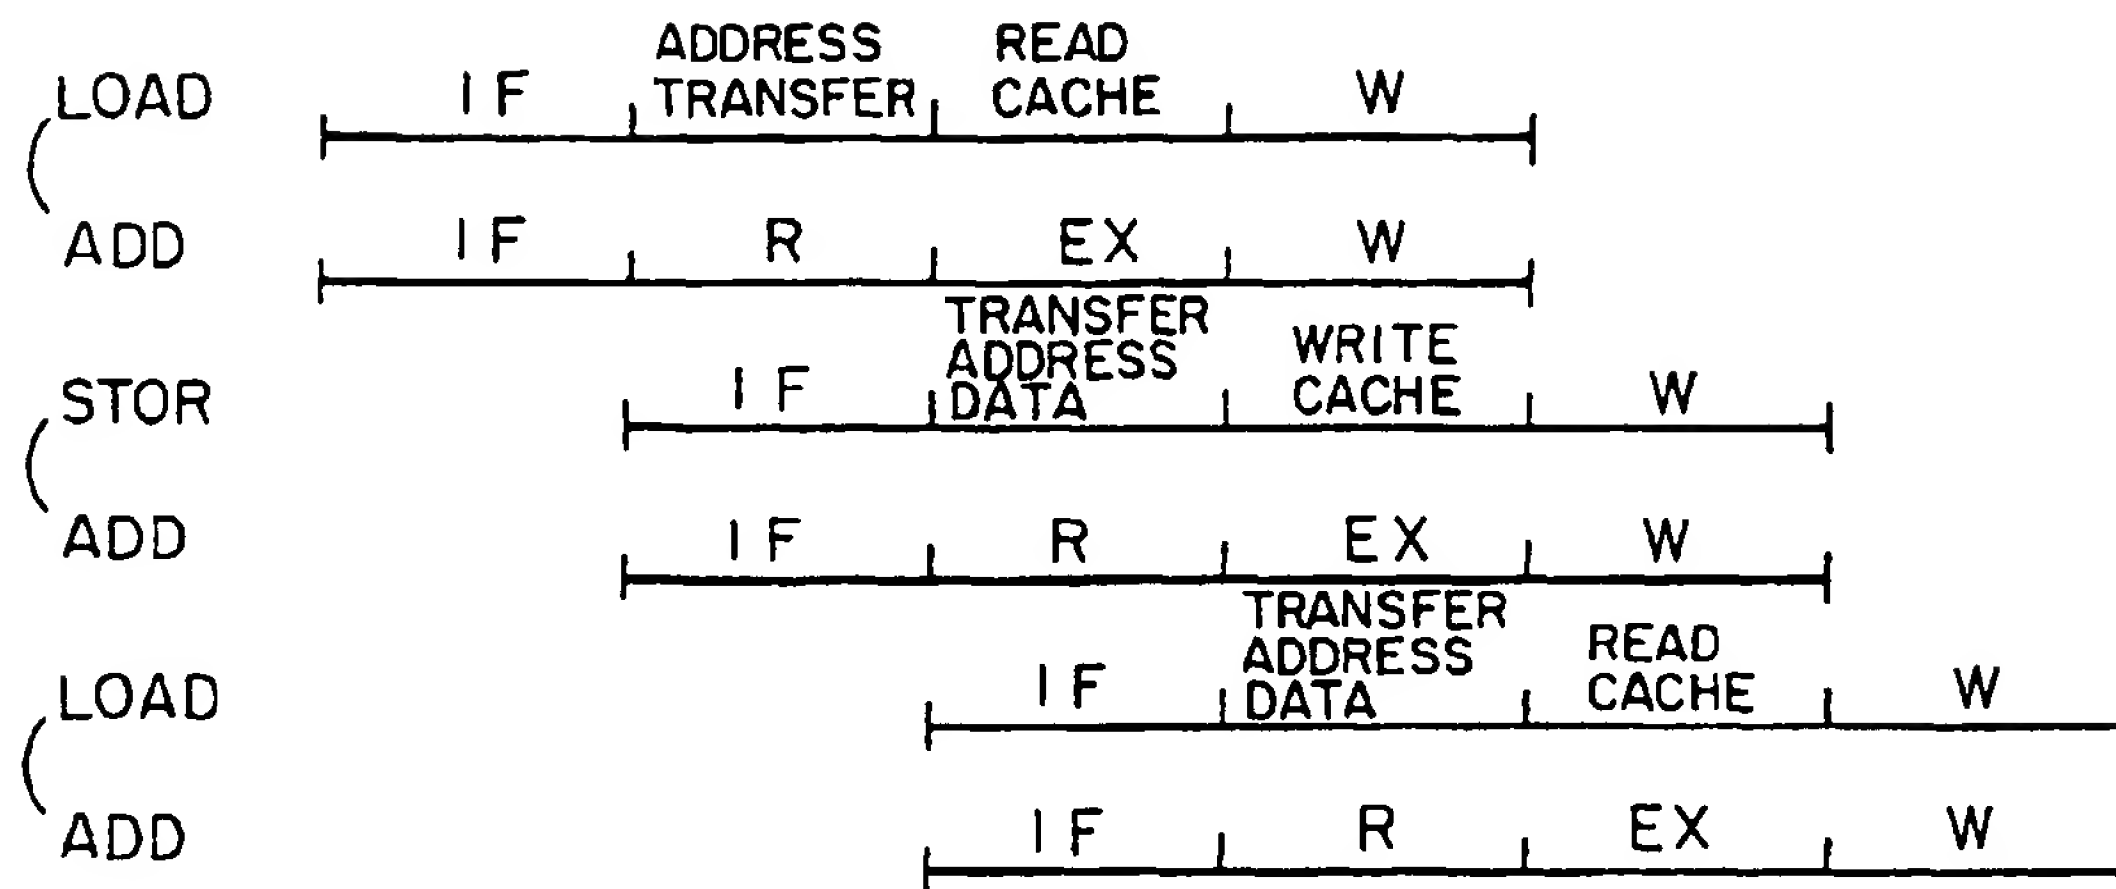 ADDRESS READ
LOAD IF TRANSFER CACHE W
ADD IF R EX W
TRANSFER
ADDRESS WRITE
STOR IF DATA CACHE W
ADD IF R EX W
TRANSFER
ADDRESS READ
LOAD IF DATA CACHE W
ADD IF R EX W